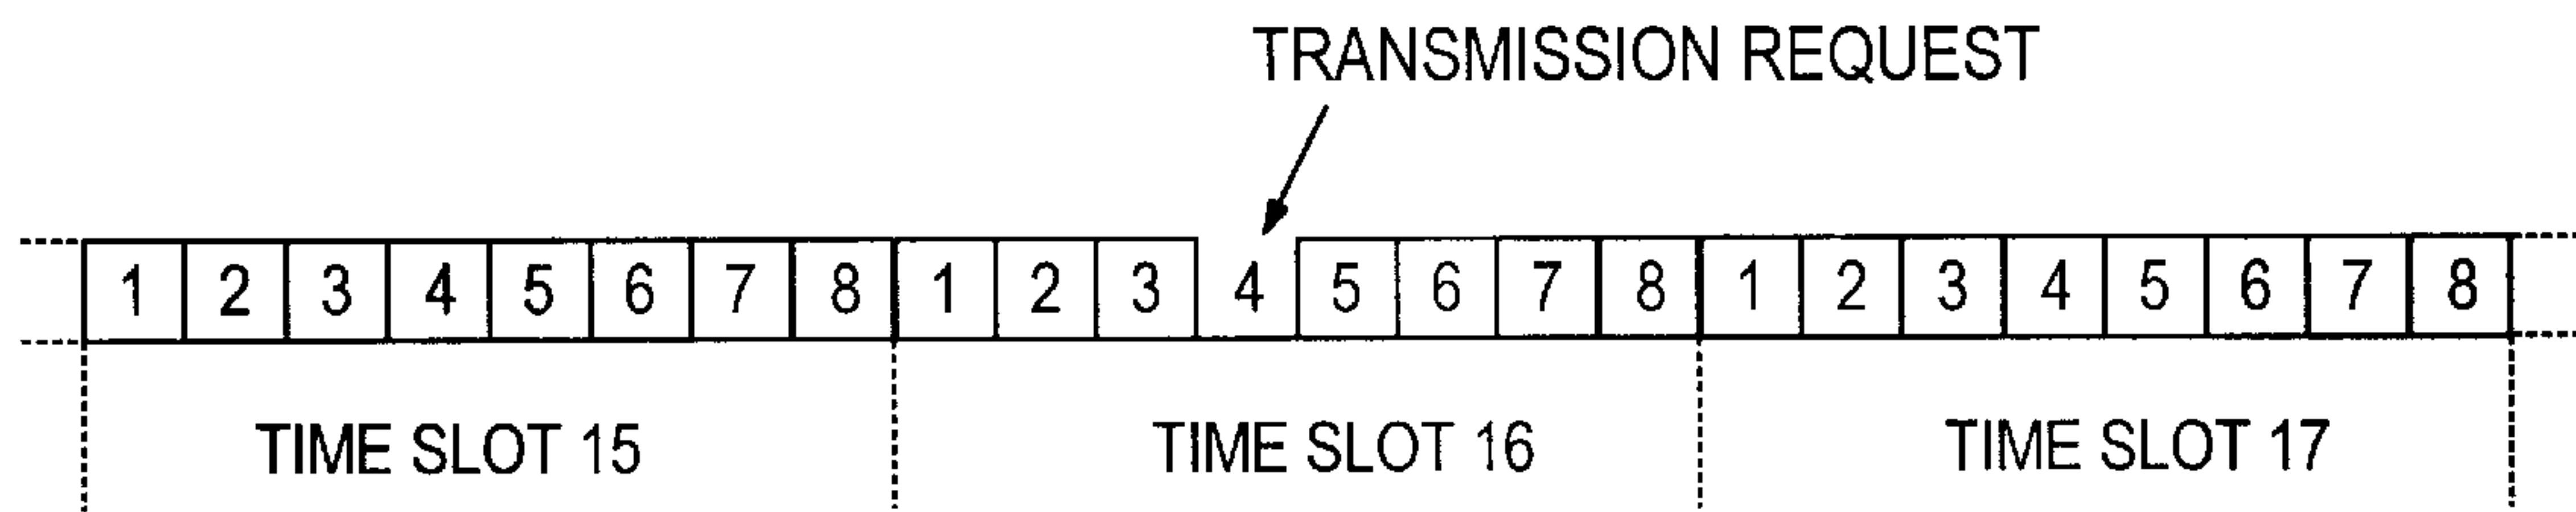 TRANSMISSION REQUEST
1 2 3 4 5 6 7 8 1 2 3 4 5 6 7 8 1 2 3 4 5 6 7 8
TIME SLOT 15 TIME SLOT 16 TIME SLOT 17